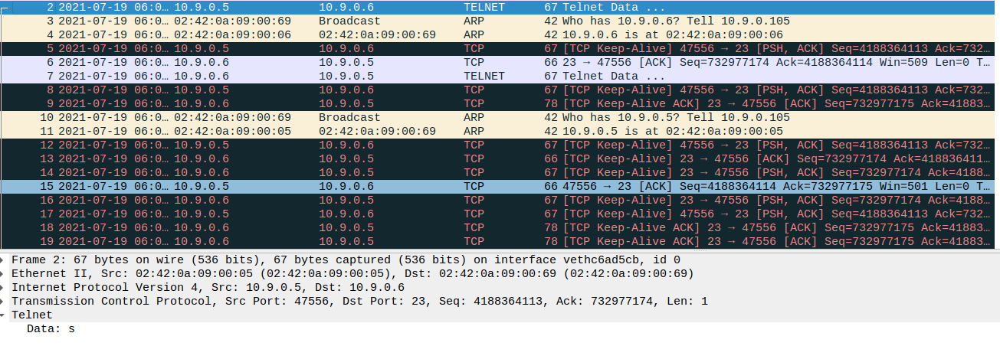 2 2021-07-19 06:0… 10.9.0.5 10.9.0.6 TELNET 67 Telnet Data ...
3 2021-07-19 06:0… 02:42:0a:09:00:69 Broadcast ARP 42 Who has 10.9.0.6? Tell 10.9.0.105
4 2021-07-19 06:0… 02:42:0a:09:00:06 02:42:0a:09:00:69 ARP 42 10.9.0.6 is at 02:42:0a:09:00:06
5 2021-07-19 06:0… 10.9.0.5 10.9.0.6 TCP 67 [TCP Keep-Alive] 47556 → 23 [PSH, ACK] Seq=4188364113 Ack=732…
6 2021-07-19 06:0… 10.9.0.6 10.9.0.5 TCP 66 23 → 47556 [ACK] Seq=732977174 Ack=4188364114 Win=509 Len=0 T…
7 2021-07-19 06:0… 10.9.0.6 10.9.0.5 TELNET 67 Telnet Data ...
8 2021-07-19 06:0… 10.9.0.5 10.9.0.6 TCP 67 [TCP Keep-Alive] 47556 → 23 [PSH, ACK] Seq=4188364113 Ack=732…
9 2021-07-19 06:0… 10.9.0.6 10.9.0.5 TCP 78 [TCP Keep-Alive ACK] 23 → 47556 [ACK] Seq=732977175 Ack=41883…
10 2021-07-19 06:0… 02:42:0a:09:00:69 Broadcast ARP 42 Who has 10.9.0.5? Tell 10.9.0.105
11 2021-07-19 06:0… 02:42:0a:09:00:05 02:42:0a:09:00:69 ARP 42 10.9.0.5 is at 02:42:0a:09:00:05
12 2021-07-19 06:0… 10.9.0.5 10.9.0.6 TCP 67 [TCP Keep-Alive] 47556 → 23 [PSH, ACK] Seq=4188364113 Ack=732…
13 2021-07-19 06:0… 10.9.0.6 10.9.0.5 TCP 66 [TCP Keep-Alive] 23 → 47556 [ACK] Seq=732977174 Ack=418836411…
14 2021-07-19 06:0… 10.9.0.6 10.9.0.5 TCP 67 [TCP Keep-Alive] 23 → 47556 [PSH, ACK] Seq=732977174 Ack=4188…
15 2021-07-19 06:0… 10.9.0.5 10.9.0.6 TCP 66 47556 → 23 [ACK] Seq=4188364114 Ack=732977175 Win=501 Len=0 T…
16 2021-07-19 06:0… 10.9.0.6 10.9.0.5 TCP 67 [TCP Keep-Alive] 23 → 47556 [PSH, ACK] Seq=732977174 Ack=4188…
17 2021-07-19 06:0… 10.9.0.5 10.9.0.6 TCP 67 [TCP Keep-Alive] 47556 → 23 [PSH, ACK] Seq=4188364113 Ack=732…
18 2021-07-19 06:0… 10.9.0.6 10.9.0.5 TCP 78 [TCP Keep-Alive ACK] 23 → 47556 [ACK] Seq=732977175 Ack=41883…
19 2021-07-19 06:0… 10.9.0.6 10.9.0.5 TCP 78 [TCP Keep-Alive ACK] 23 → 47556 [ACK] Seq=732977175 Ack=41883…
Frame 2: 67 bytes on wire (536 bits), 67 bytes captured (536 bits) on interface vethc6ad5cb, id 0
Ethernet II, Src: 02:42:0a:09:00:05 (02:42:0a:09:00:05), Dst: 02:42:0a:09:00:69 (02:42:0a:09:00:69)
Internet Protocol Version 4, Src: 10.9.0.5, Dst: 10.9.0.6
Transmission Control Protocol, Src Port: 47556, Dst Port: 23, Seq: 4188364113, Ack: 732977174, Len: 1
Telnet
Data: s